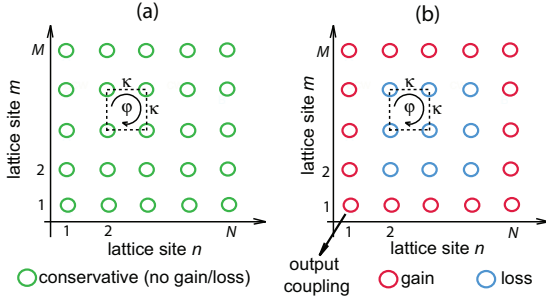 (a)
M
lattice site m
κ
φ
κ
2
1
1
2
N
lattice site n
conservative (no gain/loss)
(b)
M
lattice site m
κ
φ
κ
2
1
1
2
N
lattice site n
output
coupling
gain
loss